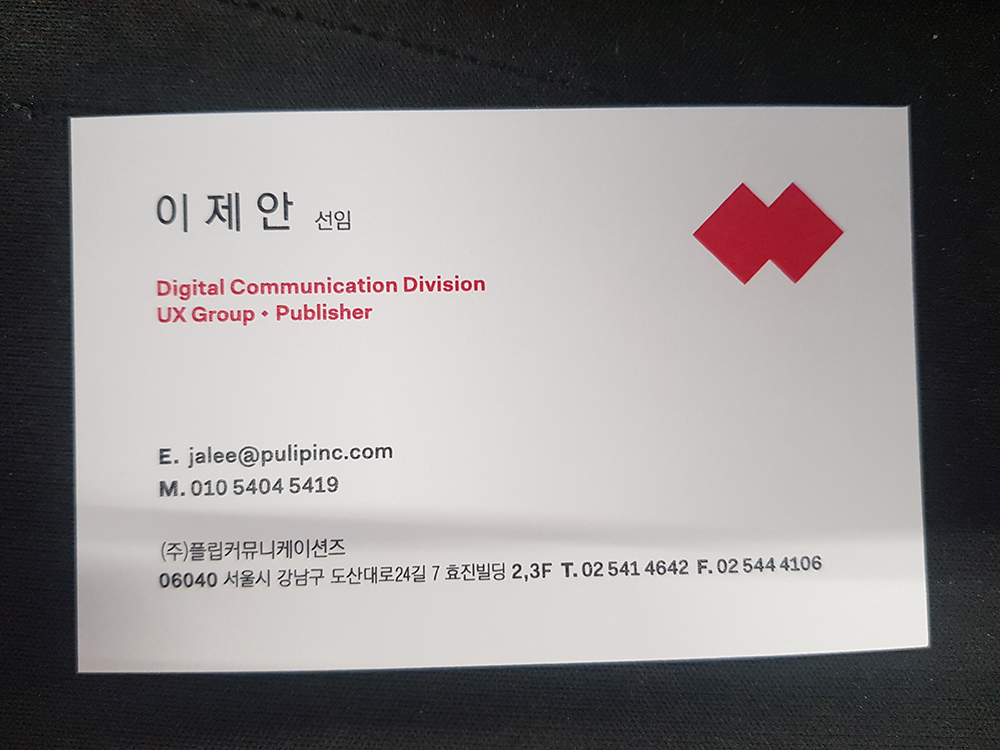 이제안 선임
Digital Communication Division
UX Group • Publisher
E. jalee@pulipinc.com
M. 010 5404 5419
(주)플립커뮤니케이션즈
06040 서울시 강남구 도산대로24길 7 효진빌딩 2,3F T. 02 541 4642 F. 02 544 4106